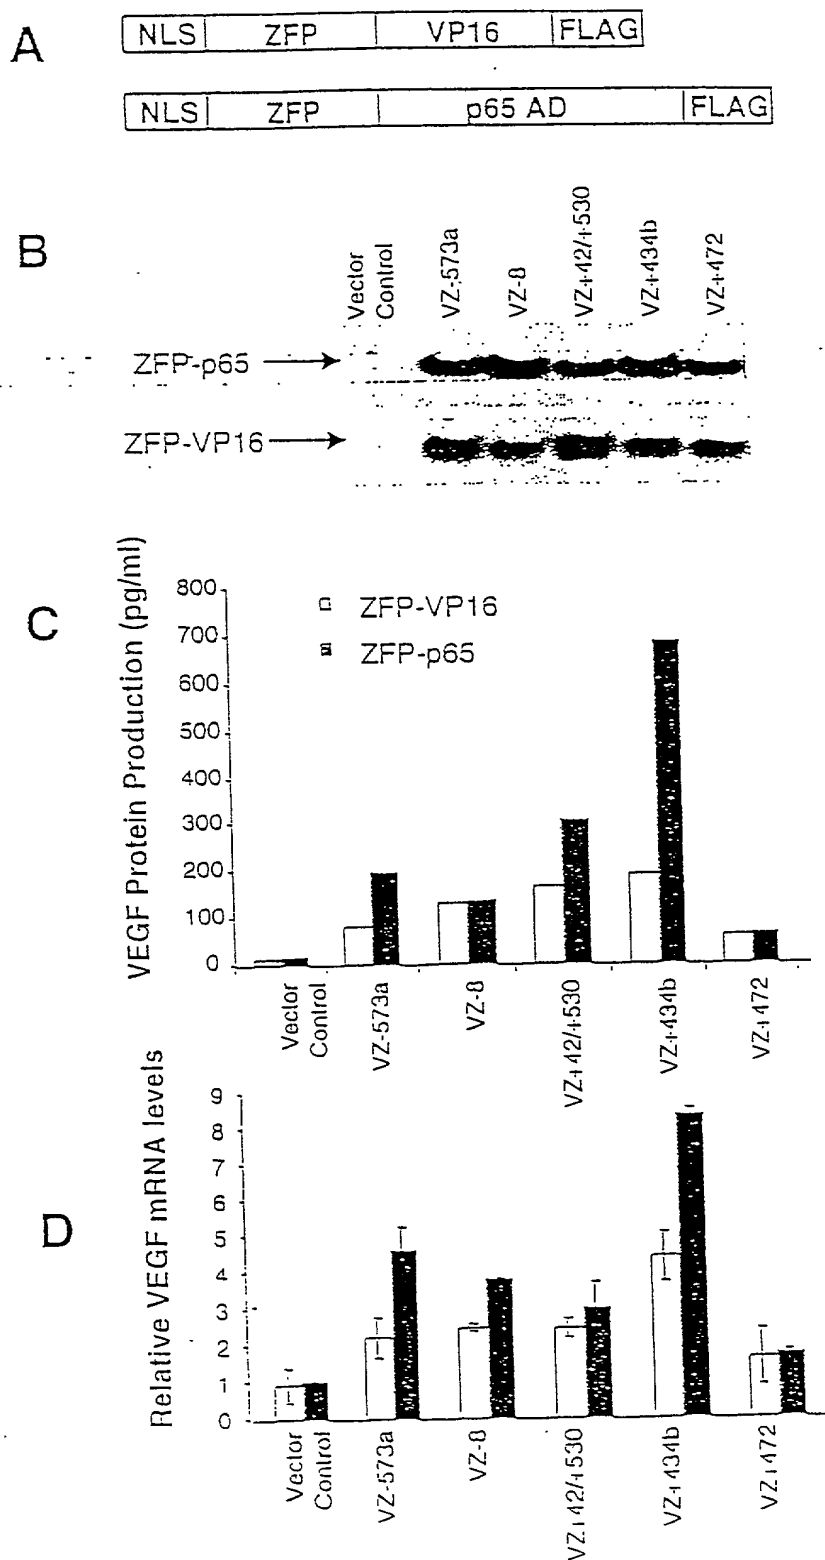 A
NLS ZFP VP16 FLAG
NLS ZFP p65 AD FLAG
B
Vector
Control
VZ-573a
VZ-8
VZ+42/+530
VZ+434b
VZ+472
ZFP-p65
ZFP-VP16
C
VEGF Protein Production (pg/ml)
800
700
600
500
400
300
200
100
0
ZFP-VP16
ZFP-p65
Vector
Control
VZ-573a
VZ-8
VZ+42/+530
VZ+434b
VZ+472
D
Relative VEGF mRNA levels
9
8
7
6
5
4
3
2
1
0
Vector
Control
VZ-573a
VZ-8
VZ+42/+530
VZ+434b
VZ+472